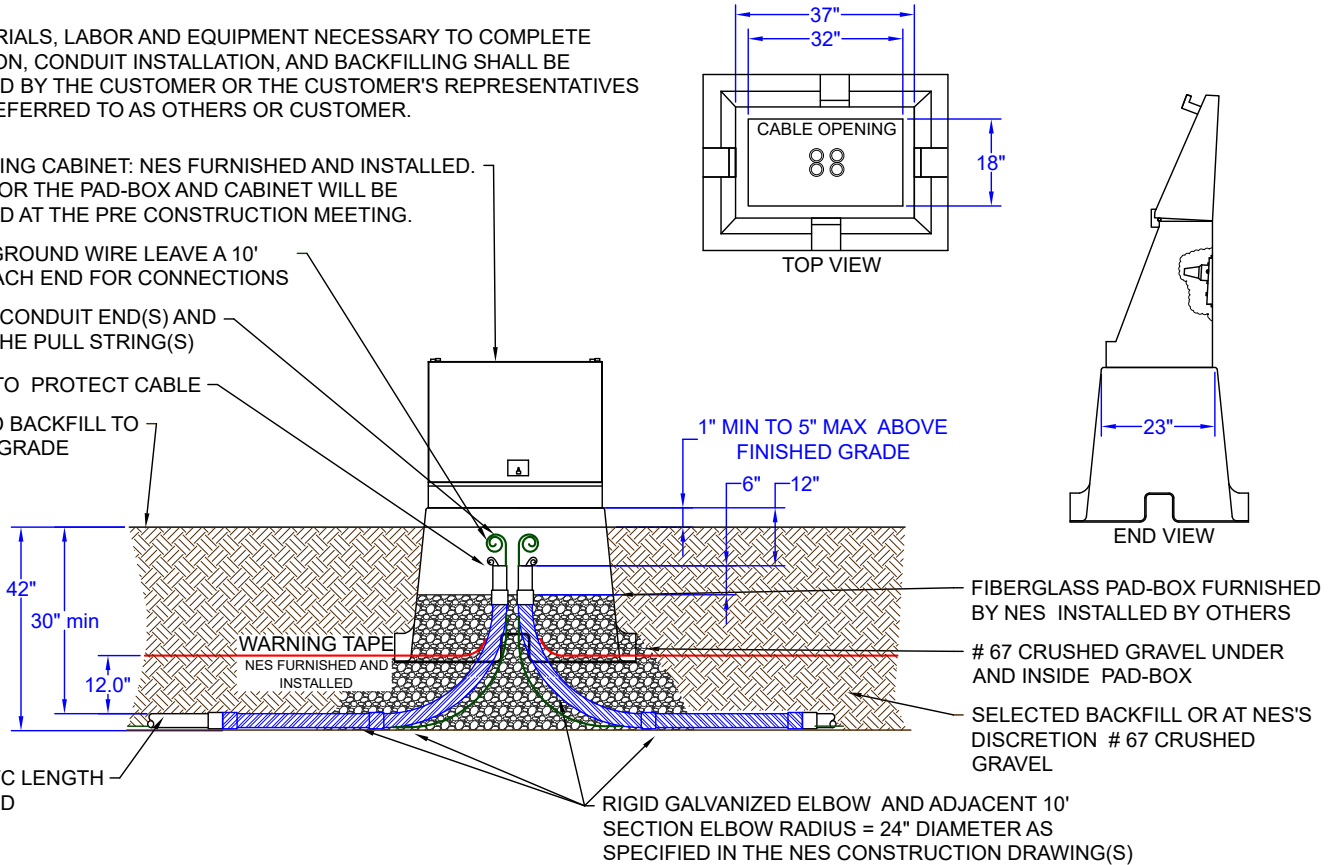 RIALS, LABOR AND EQUIPMENT NECESSARY TO COMPLETE
ON, CONDUIT INSTALLATION, AND BACKFILLING SHALL BE
D BY THE CUSTOMER OR THE CUSTOMER'S REPRESENTATIVES
EFERRED TO AS OTHERS OR CUSTOMER.
ING CABINET: NES FURNISHED AND INSTALLED.
OR THE PAD-BOX AND CABINET WILL BE
D AT THE PRE CONSTRUCTION MEETING.
GROUND WIRE LEAVE A 10'
ACH END FOR CONNECTIONS
CONDUIT END(S) AND
HE PULL STRING(S)
TO PROTECT CABLE
D BACKFILL TO
GRADE
37"
32"
CABLE OPENING
18"
TOP VIEW
23"
END VIEW
1" MIN TO 5" MAX ABOVE
FINISHED GRADE
6"
12"
42"
30" min
12.0"
WARNING TAPE
NES FURNISHED AND
INSTALLED
FIBERGLASS PAD-BOX FURNISHED
BY NES INSTALLED BY OTHERS
# 67 CRUSHED GRAVEL UNDER
AND INSIDE PAD-BOX
SELECTED BACKFILL OR AT NES'S
DISCRETION # 67 CRUSHED
GRAVEL
C LENGTH
D
RIGID GALVANIZED ELBOW AND ADJACENT 10'
SECTION ELBOW RADIUS = 24" DIAMETER AS
SPECIFIED IN THE NES CONSTRUCTION DRAWING(S)